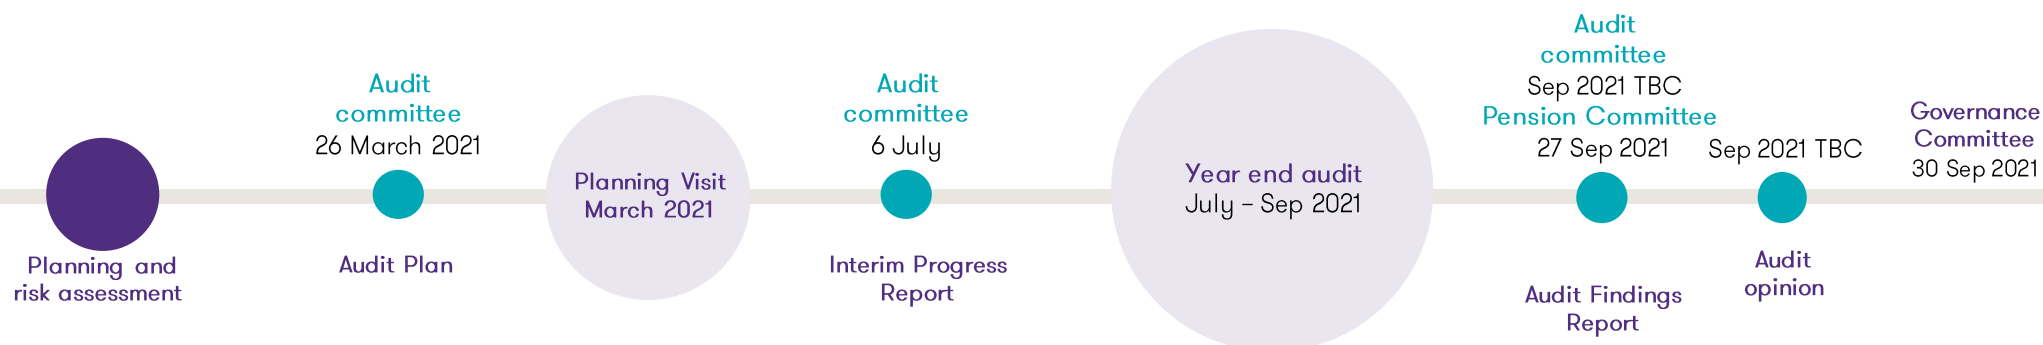 Planning and
risk assessment
Audit
committee
26 March 2021
Audit Plan
Planning Visit
March 2021
Audit
committee
6 July
Interim Progress
Report
Year end audit
July – Sep 2021
Audit
committee
Sep 2021 TBC
Pension Committee
27 Sep 2021
Audit Findings
Report
Sep 2021 TBC
Audit
opinion
Governance
Committee
30 Sep 2021